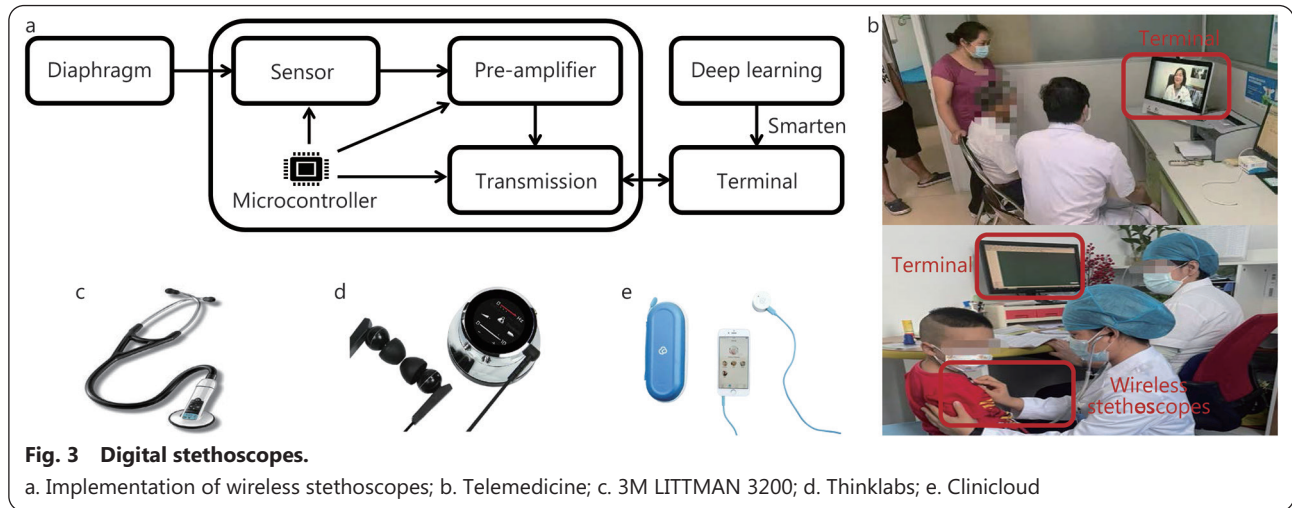 a
Diaphragm
Sensor
Pre-amplifier
Deep learning
Smarten
Microcontroller
Transmission
Terminal
b
Terminal
Terminal
Wireless
stethoscopes
c
d
e
Fig. 3 Digital stethoscopes.
a. Implementation of wireless stethoscopes; b. Telemedicine; c. 3M LITTMAN 3200; d. Thinklabs; e. Clinicloud